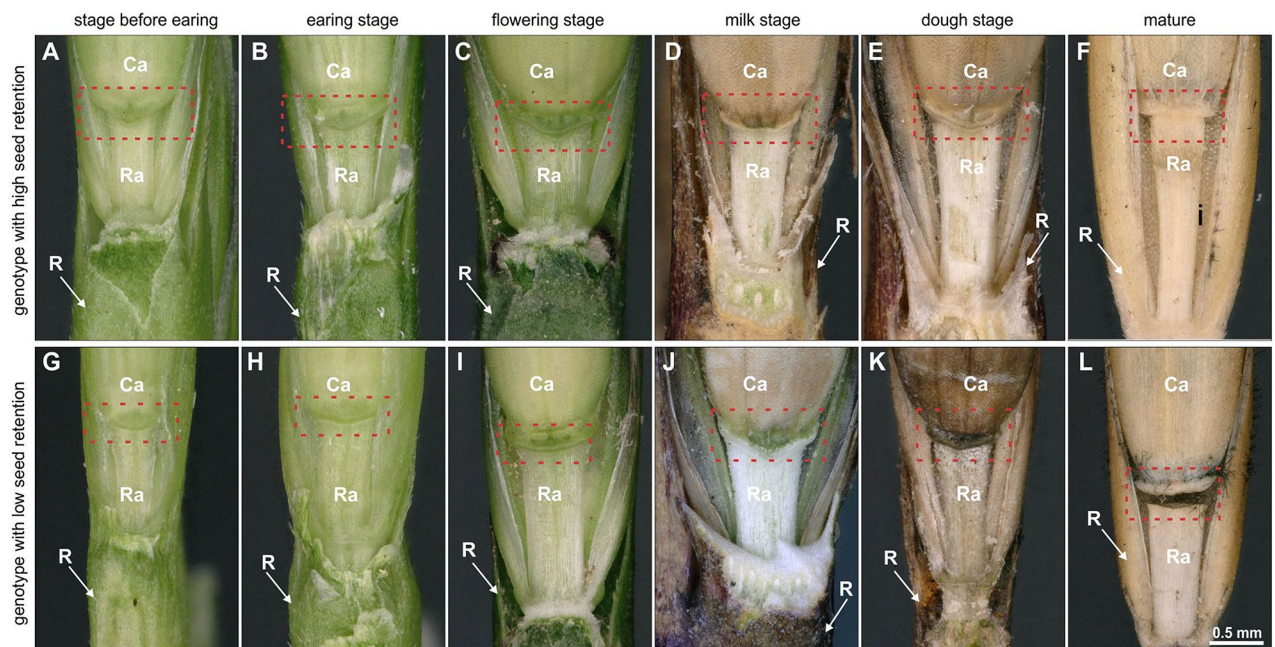 stage before earing
earing stage
flowering stage
milk stage
dough stage
mature
genotype with high seed retention
A
Ca
Ra
R
B
Ca
Ra
R
C
Ca
Ra
R
D
Ca
Ra
R
E
Ca
Ra
R
F
Ca
Ra
i
R
genotype with low seed retention
G
Ca
Ra
R
H
Ca
Ra
R
I
Ca
Ra
R
J
Ca
Ra
R
K
Ca
Ra
R
L
Ca
R
Ra
0.5 mm